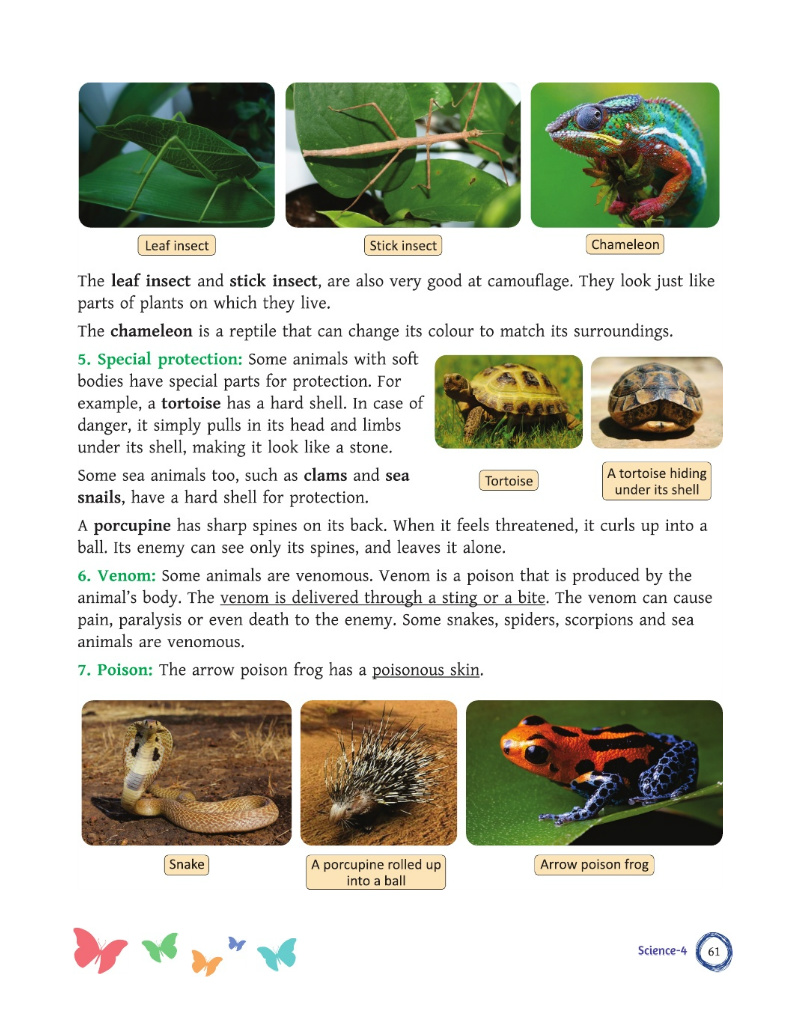 Leaf insect
Stick insect
Chameleon
The leaf insect and stick insect, are also very good at camouflage. They look just like
parts of plants on which they live.
The chameleon is a reptile that can change its colour to match its surroundings.
5. Special protection: Some animals with soft
bodies have special parts for protection. For
example, a tortoise has a hard shell. In case of
danger, it simply pulls in its head and limbs
under its shell, making it look like a stone.
Some sea animals too, such as clams and sea
snails, have a hard shell for protection.
Tortoise
A tortoise hiding
under its shell
A porcupine has sharp spines on its back. When it feels threatened, it curls up into a
ball. Its enemy can see only its spines, and leaves it alone.
6. Venom: Some animals are venomous. Venom is a poison that is produced by the
animal's body. The venom is delivered through a sting or a bite. The venom can cause
pain, paralysis or even death to the enemy. Some snakes, spiders, scorpions and sea
animals are venomous.
7. Poison: The arrow poison frog has a poisonous skin.
Snake
A porcupine rolled up
into a ball
Arrow poison frog
Science-4
61